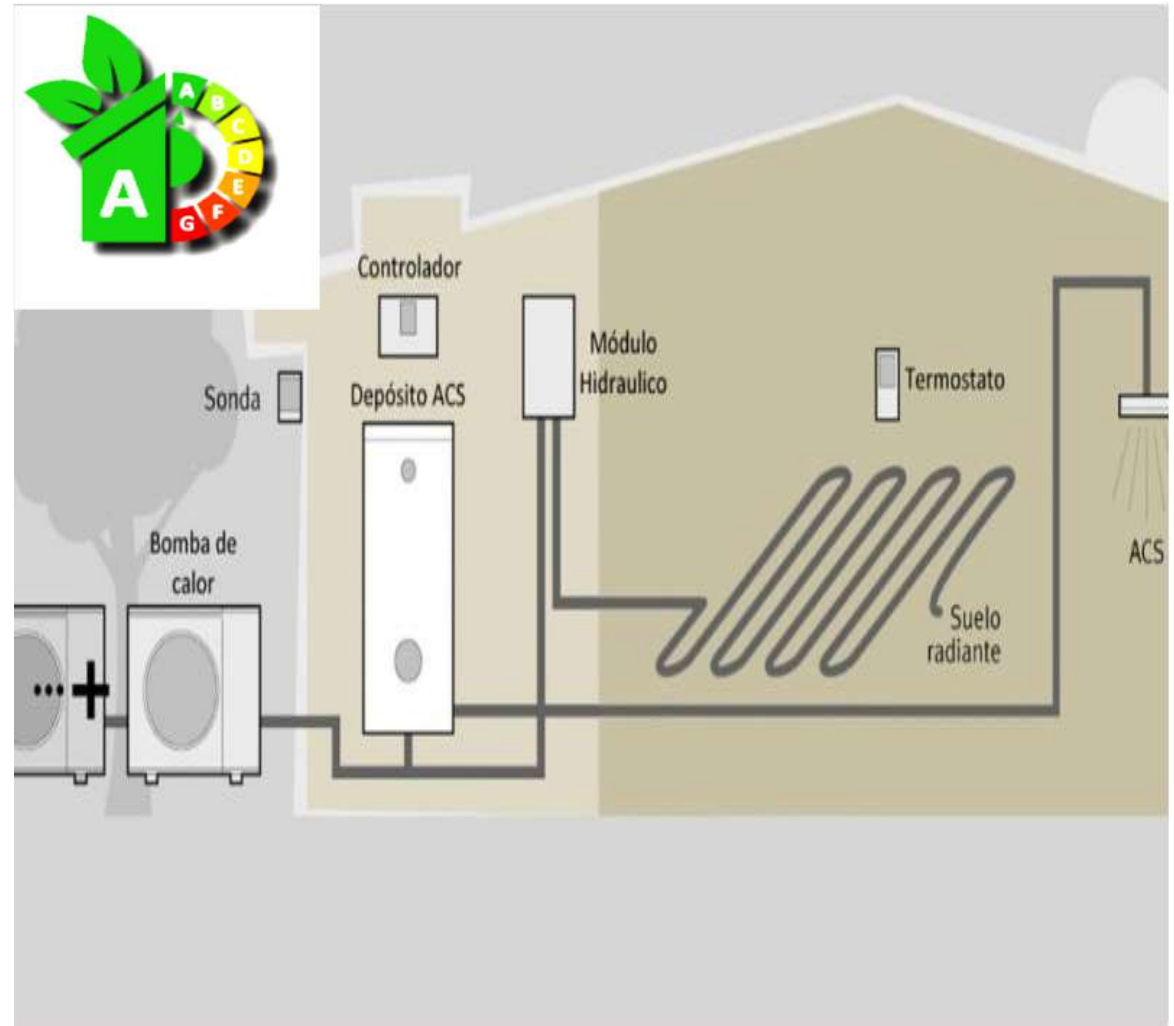 A
B
C
D
E
F
G
A
Controlador
Módulo
Hidraulico
Termostato
Sonda
Depósito ACS
Bomba de
calor
ACS
Suelo
radiante
...+